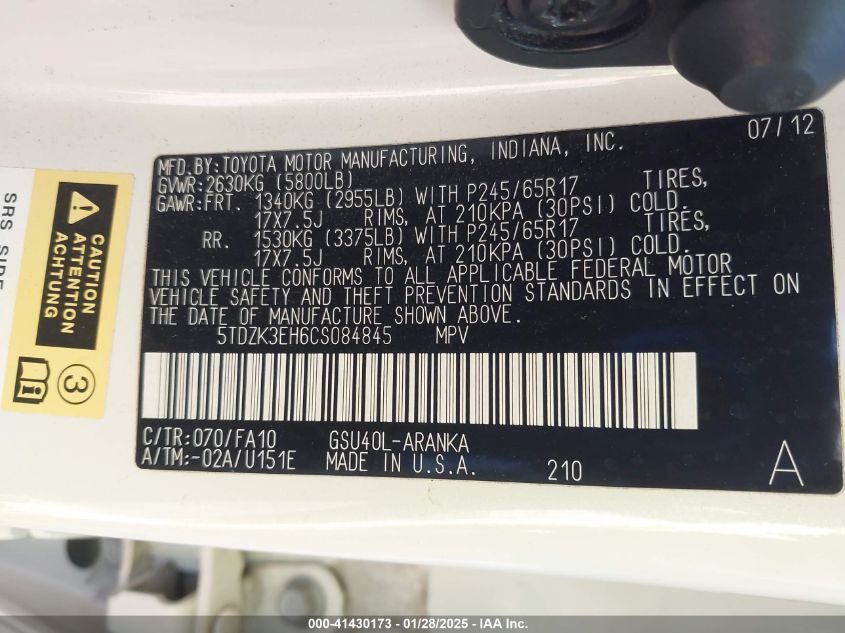 07/12
MFD.BY:TOYOTA MOTOR MANUFACTURING, INDIANA, INC.
GVWR:2630KG (5800LB)
GAWR:FRT. 1340KG (2955LB) WITH P245/65R17 TIRES,
17X7.5J RIMS, AT 210KPA (30PSI) COLD.
RR. 1530KG (3375LB) WITH P245/65R17 TIRES,
17X7.5J RIMS, AT 210KPA (30PSI) COLD.
THIS VEHICLE CONFORMS TO ALL APPLICABLE FEDERAL MOTOR
VEHICLE SAFETY AND THEFT PREVENTION STANDARDS IN EFFECT ON
THE DATE OF MANUFACTURE SHOWN ABOVE.
5TDZK3EH6CS084845 MPV
C/TR:070/FA10 GSU40L-ARANKA
A/TM:-02A/U151E MADE IN U.S.A. 210 A
SRS SIDE
CAUTION
ATTENTION
ACHTUNG
3
000-41430173 | 01/28/2025 | IAA Inc.